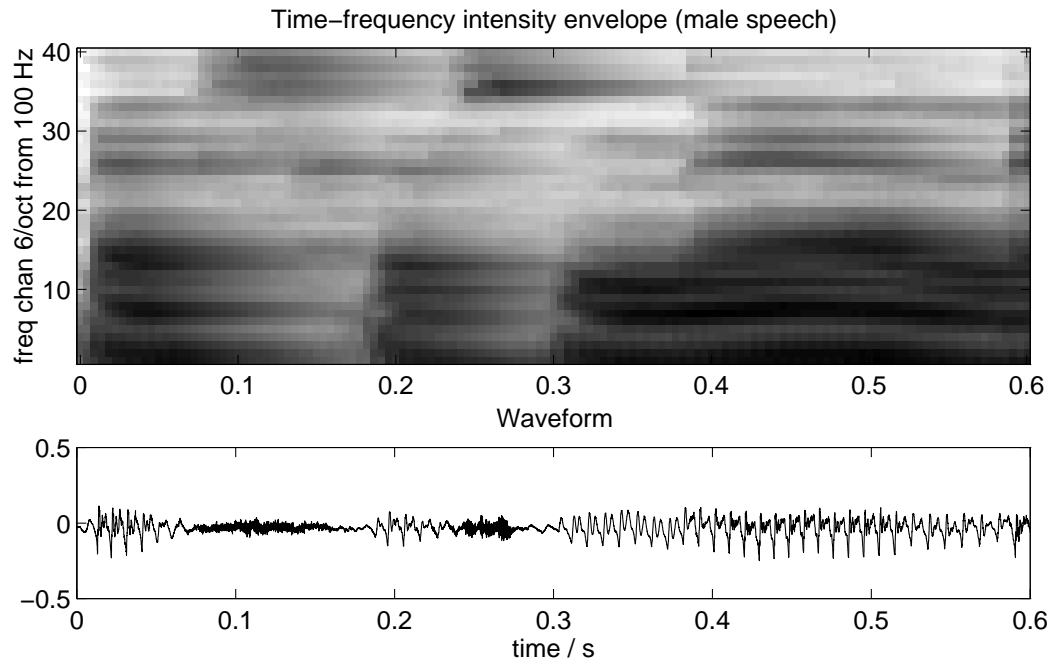 Time−frequency intensity envelope (male speech)
freq chan 6/oct from 100 Hz
40
30
20
10
0 0.1 0.2 0.3 0.4 0.5 0.6
Waveform
0.5
0
−0.5
0 0.1 0.2 0.3 0.4 0.5 0.6
time / s